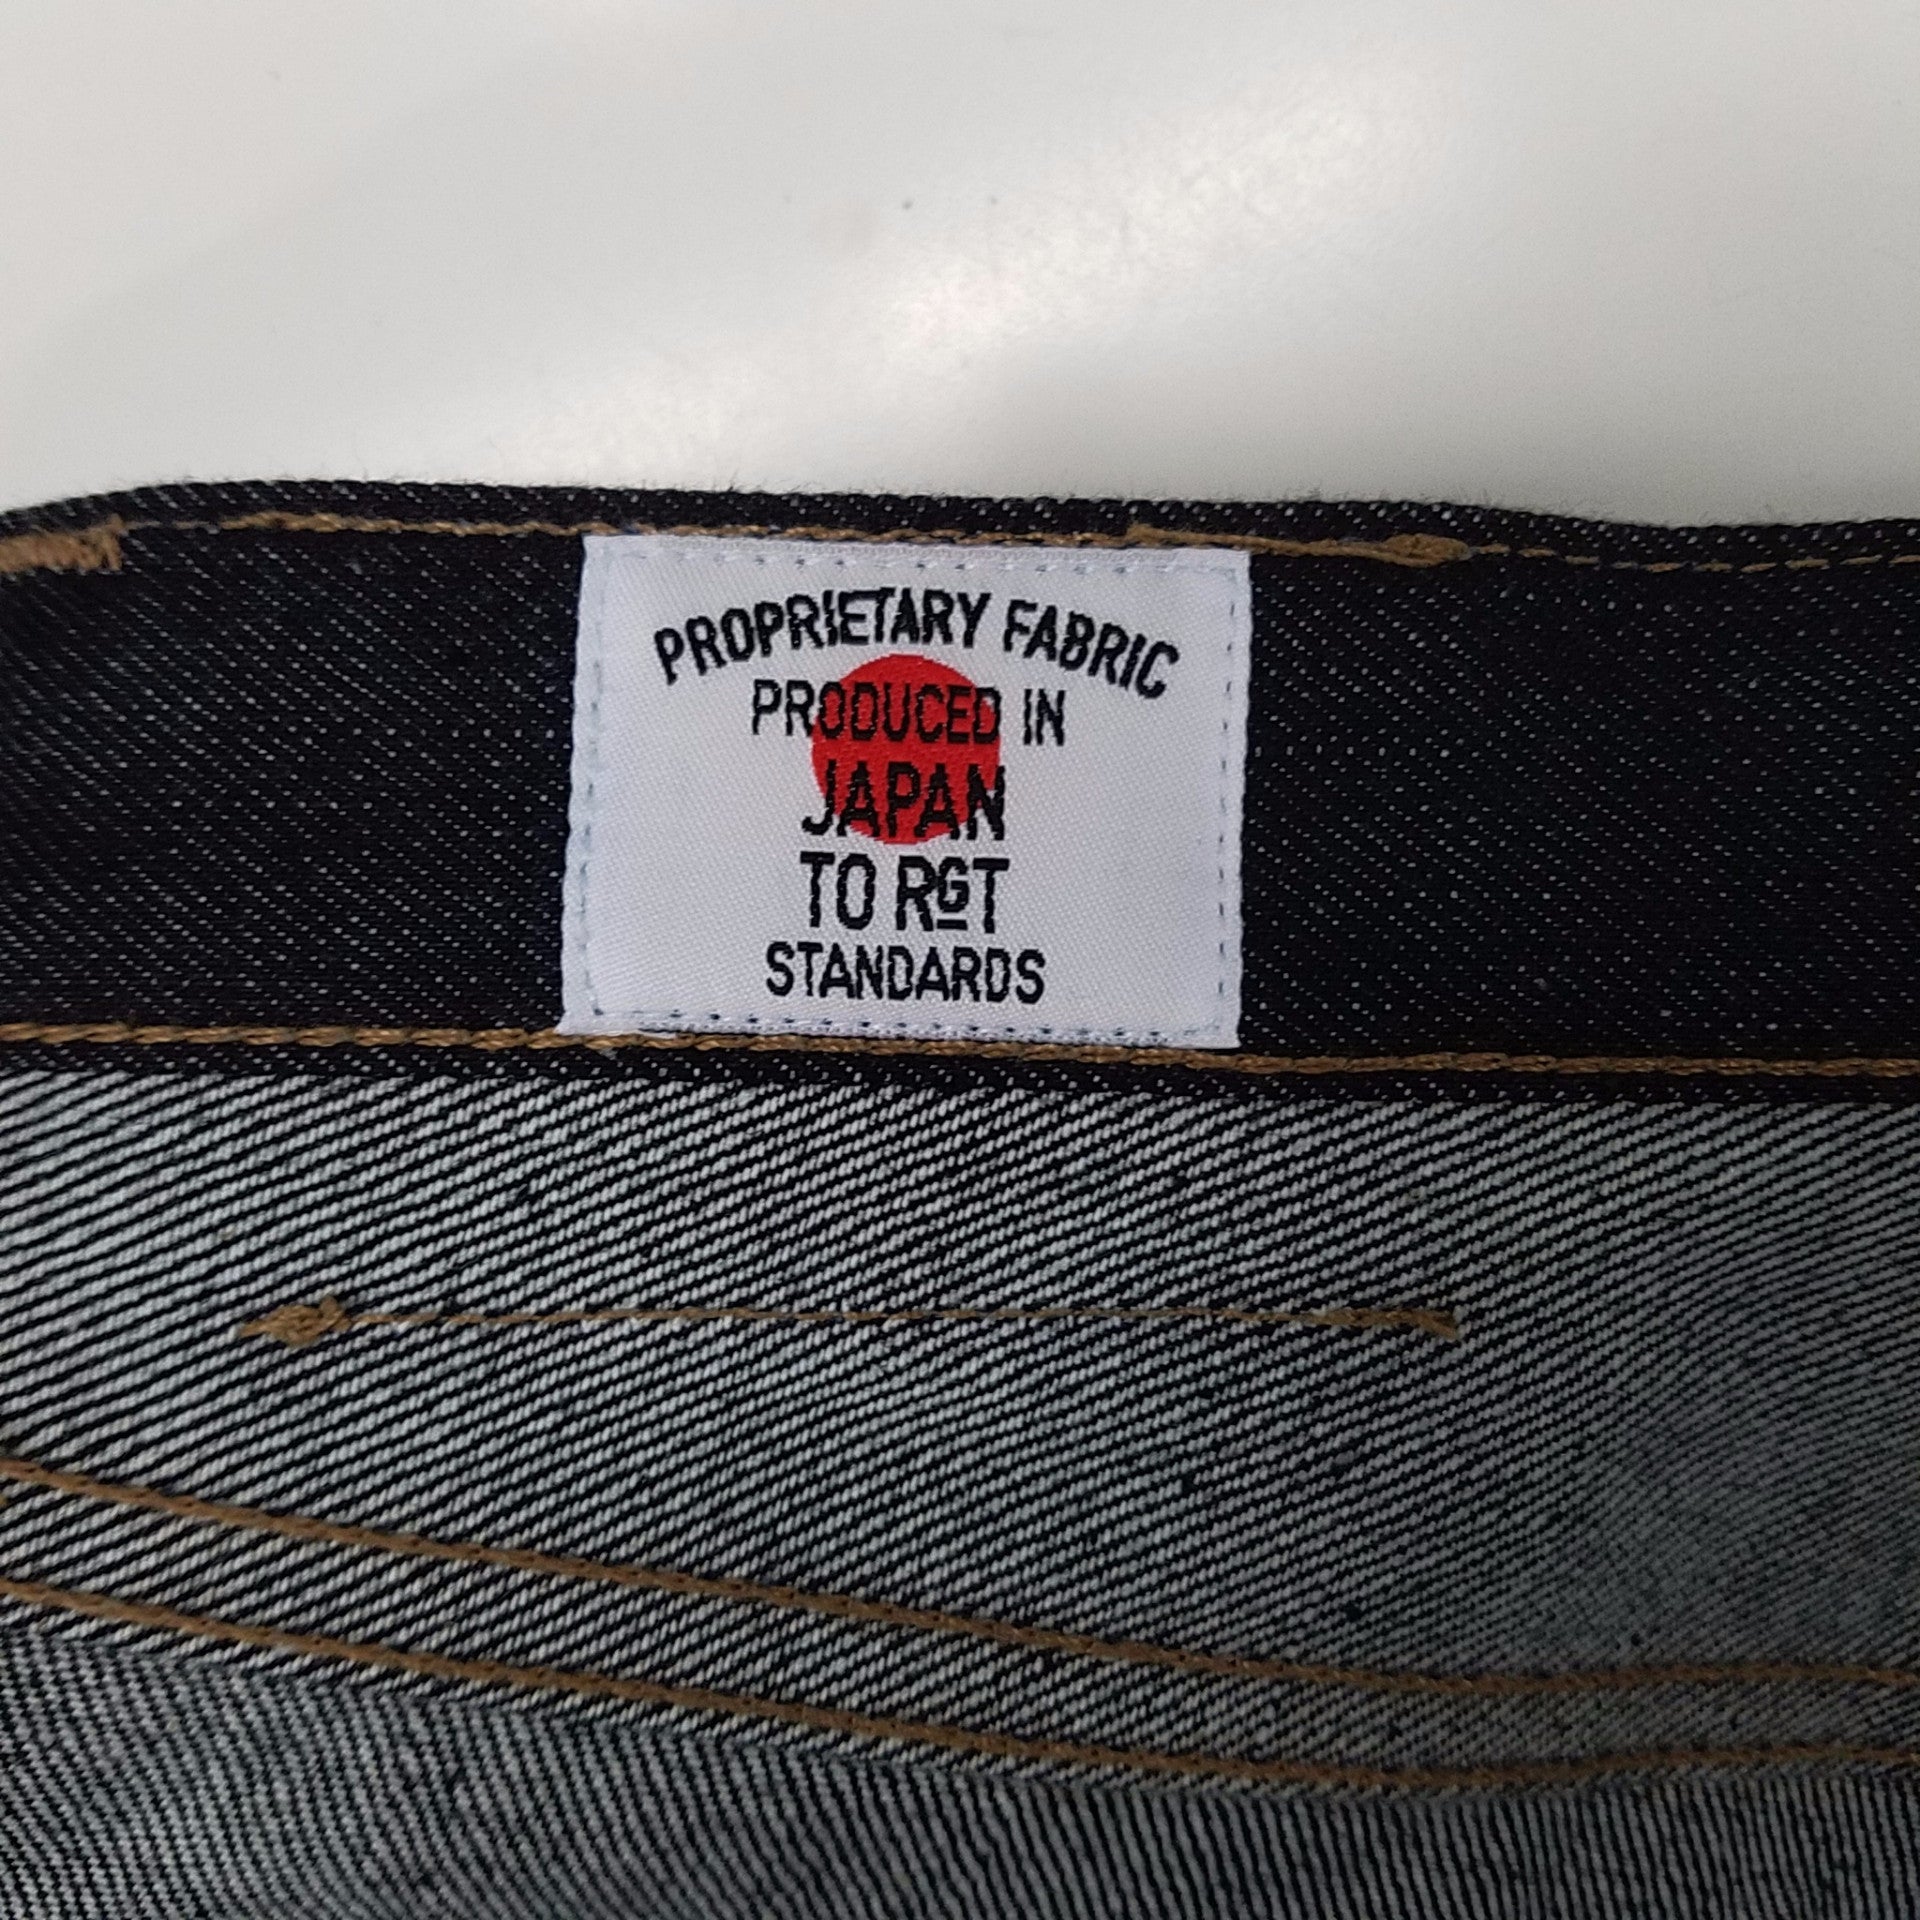 PROPRIETARY FABRIC
PRODUCED IN
JAPAN
TO RGT
STANDARDS